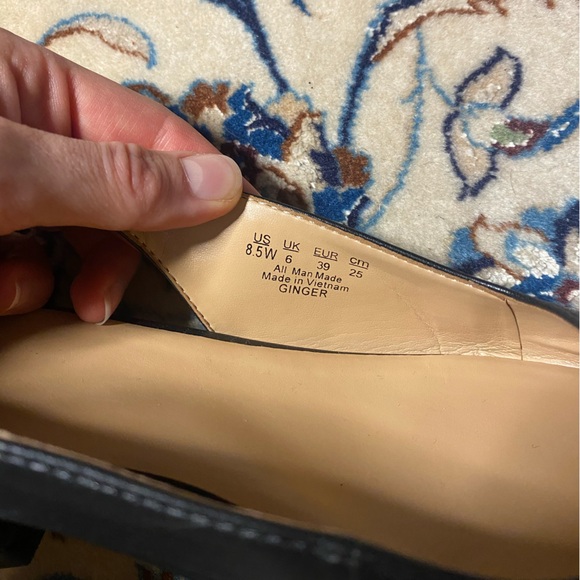 US UK EUR cm
8.5W 6 39 25
All Man Made
Made in Vietnam
GINGER